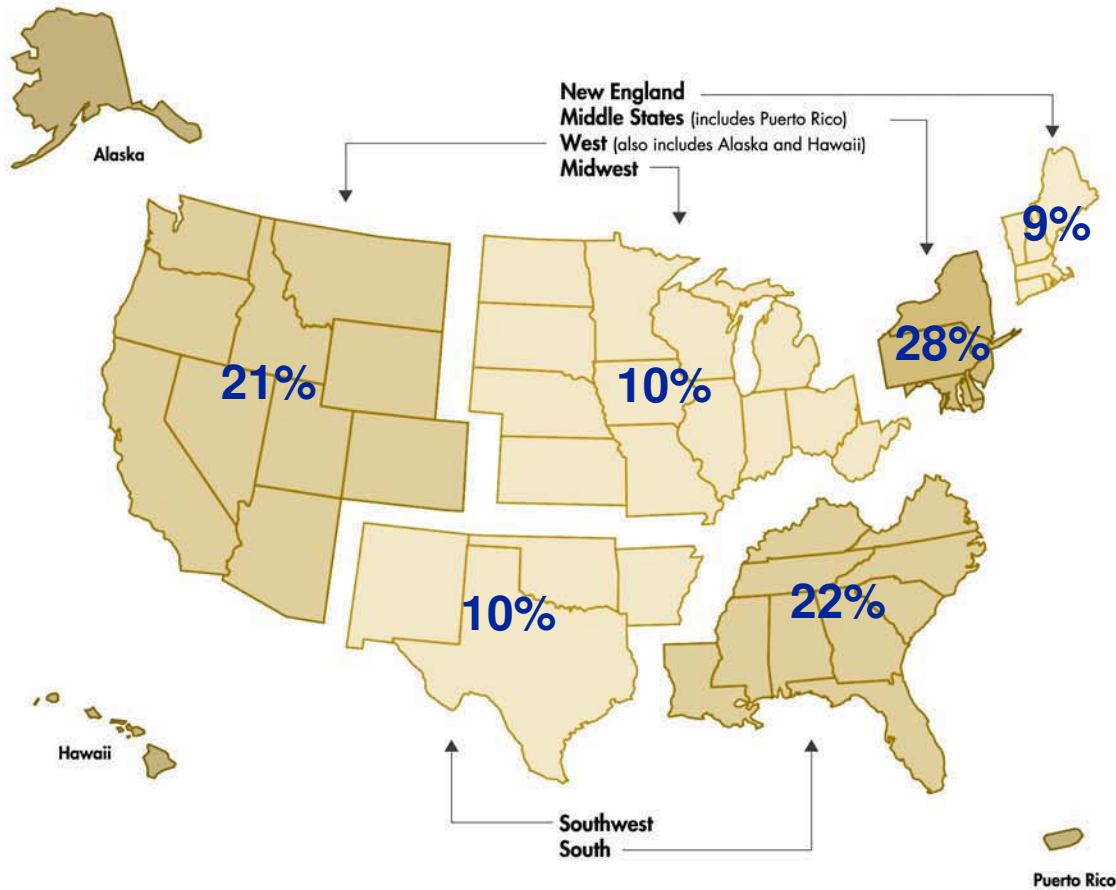 New England
Middle States (includes Puerto Rico)
West (also includes Alaska and Hawaii)
Midwest
Alaska
9%
28%
21%
10%
10%
22%
Hawaii
Southwest
South
Puerto Rico